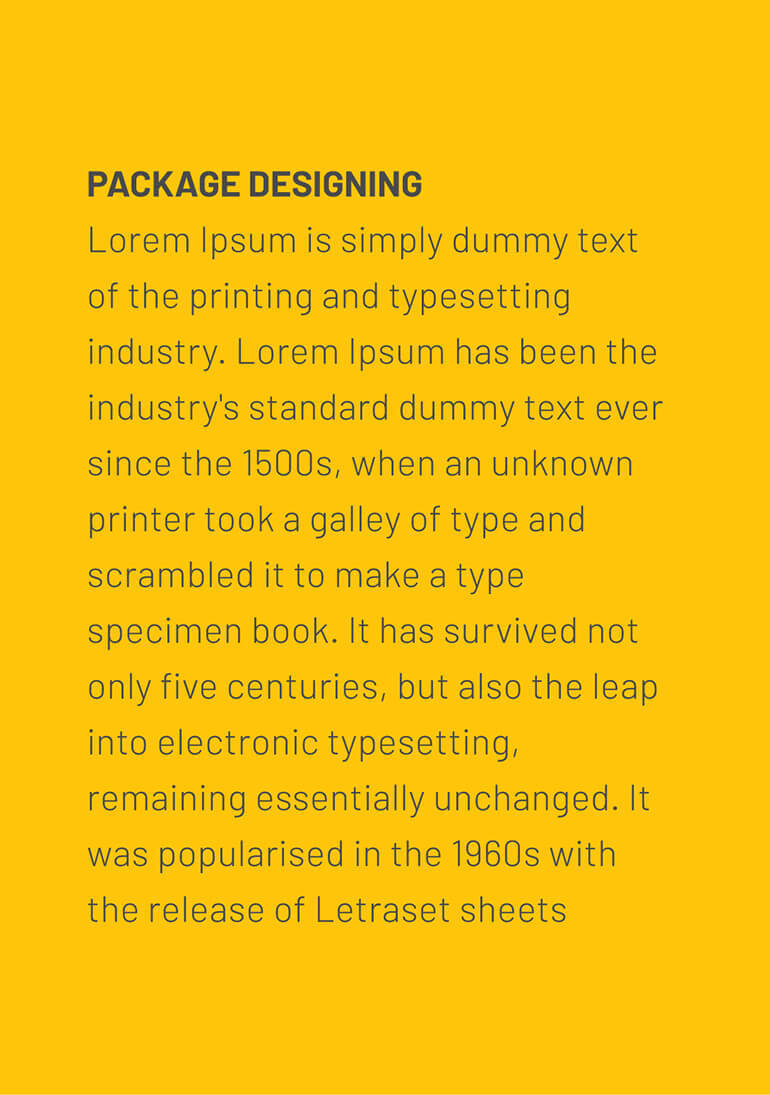 PACKAGE DESIGNING
Lorem Ipsum is simply dummy text
of the printing and typesetting
industry. Lorem Ipsum has been the
industry's standard dummy text ever
since the 1500s, when an unknown
printer took a galley of type and
scrambled it to make a type
specimen book. It has survived not
only five centuries, but also the leap
into electronic typesetting,
remaining essentially unchanged. It
was popularised in the 1960s with
the release of Letraset sheets